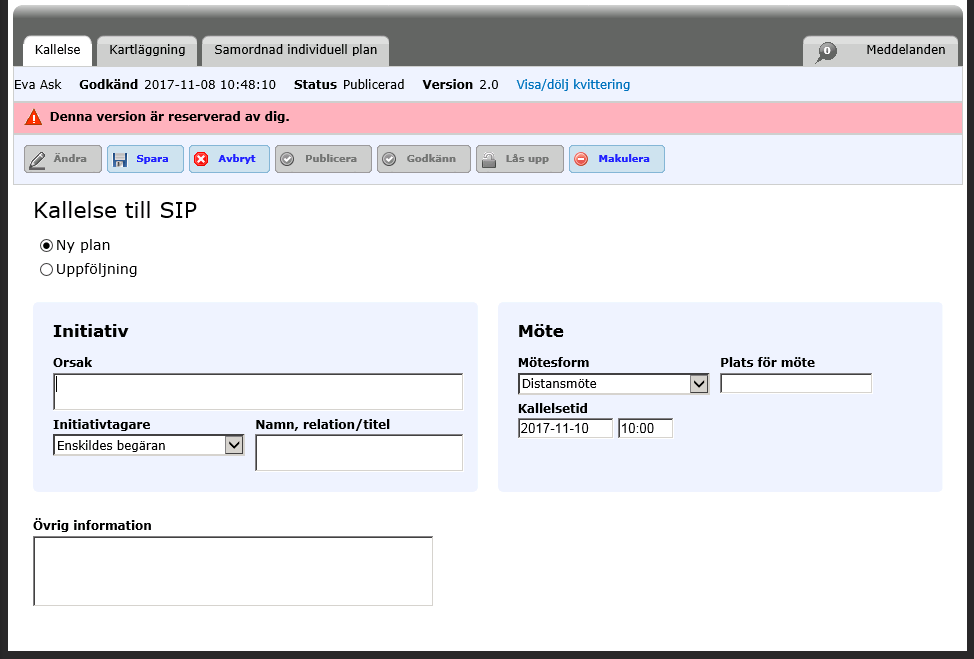 Kallelse Kartläggning Samordnad individuell plan 0 Meddelanden
Eva Ask Godkänd 2017-11-08 10:48:10 Status Publicerad Version 2.0 Visa/dölj kvittering
Denna version är reserverad av dig.
Ändra Spara Avbryt Publicera Godkänn Lås upp Makulera
Kallelse till SIP
Ny plan
Uppföljning
Initiativ
Orsak
Initiativtagare Namn, relation/titel
Enskildes begäran
Möte
Mötesform Plats för möte
Distansmöte
Kallelsetid
2017-11-10 10:00
Övrig information